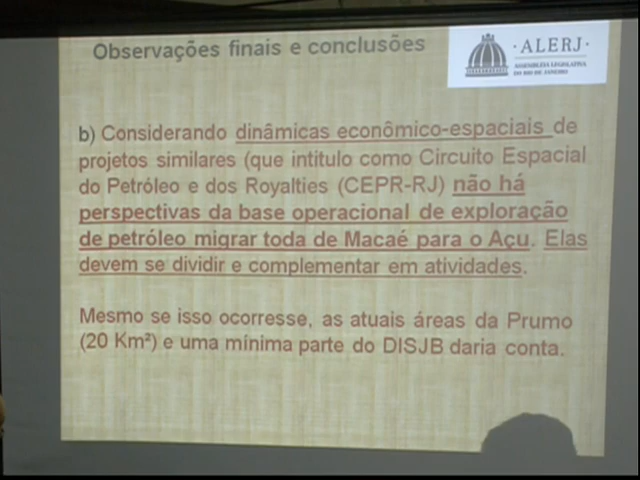 Observações finais e conclusões
· ALERJ ·
ASSEMBLEIA LEGISLATIVA
DO RIO DE JANEIRO
b) Considerando dinâmicas econômico-espaciais de
projetos similares (que intitulo como Circuito Espacial
do Petróleo e dos Royalties (CEPR-RJ) não há
perspectivas da base operacional de exploração
de petróleo migrar toda de Macaé para o Açu. Elas
devem se dividir e complementar em atividades.
Mesmo se isso ocorresse, as atuais áreas da Prumo
(20 Km²) e uma mínima parte do DISJB daria conta.